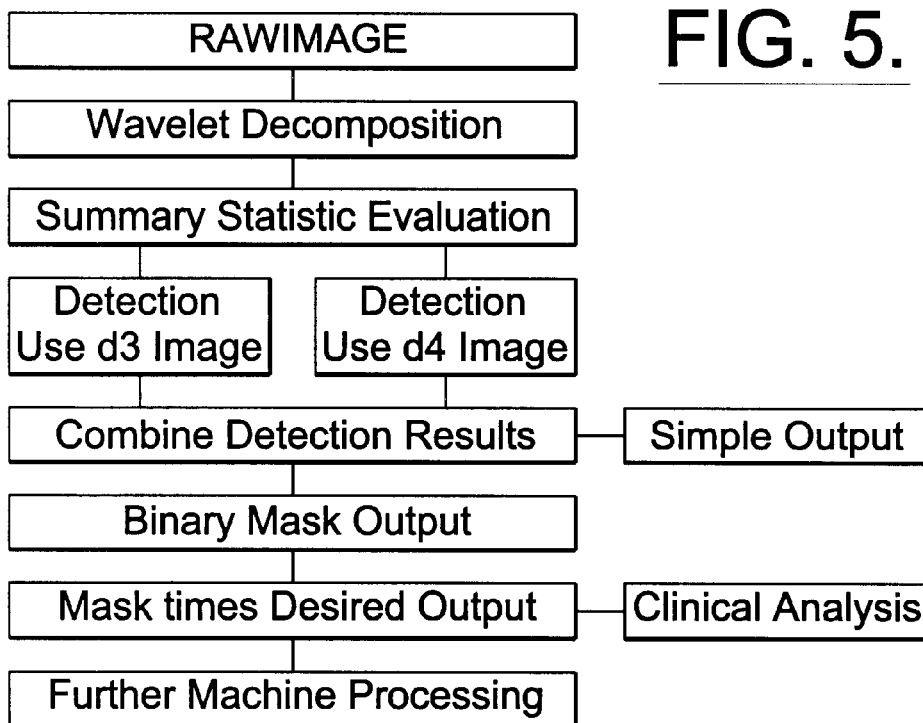 FIG. 5.
RAWIMAGE
Wavelet Decomposition
Summary Statistic Evaluation
Detection
Use d3 Image
Detection
Use d4 Image
Combine Detection Results
Simple Output
Binary Mask Output
Mask times Desired Output
Clinical Analysis
Further Machine Processing